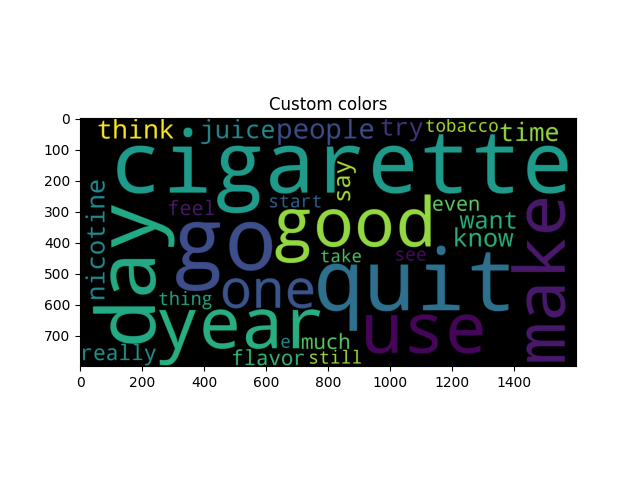 Custom colors
0
100
200
300
400
500
600
700
think juice people try tobacco time
cigarette
say
nicotine
day
feel
start
even
go good
want
know
make
take
see
one
quit
thing
year
use
e
much
really
flavor
still
0 200 400 600 800 1000 1200 1400